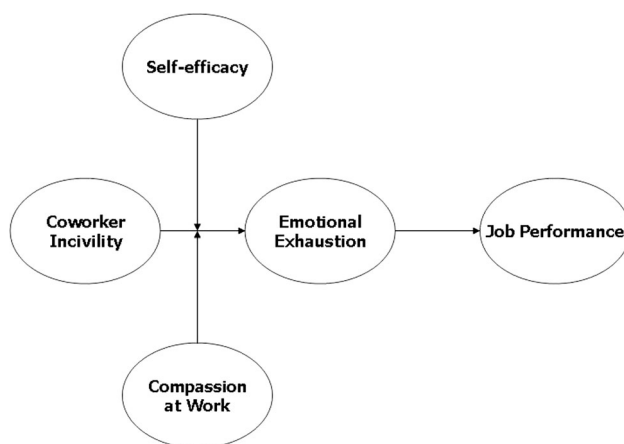 Self-efficacy
Coworker
Incivility
Emotional
Exhaustion
Job Performance
Compassion
at Work